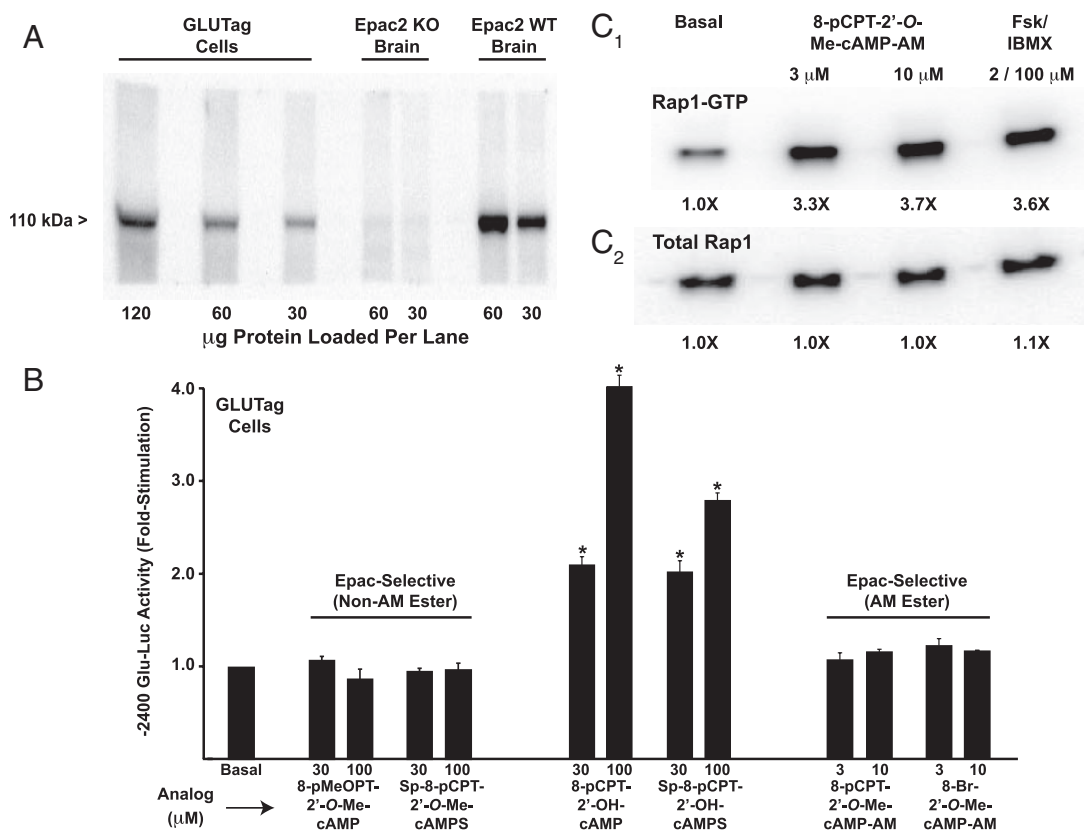 A
GLUTag
Cells
Epac2 KO
Brain
Epac2 WT
Brain
110 kDa >
120 60 30 60 30 60 30
μg Protein Loaded Per Lane
C1
Basal
8-pCPT-2'-O-
Me-cAMP-AM
Fsk/
IBMX
3 μM 10 μM 2 / 100 μM
Rap1-GTP
1.0X 3.3X 3.7X 3.6X
C2
Total Rap1
1.0X 1.0X 1.0X 1.1X
B
-2400 Glu-Luc Activity (Fold-Stimulation)
4.0
3.0
2.0
1.0
GLUTag
Cells
Epac-Selective
(Non-AM Ester)
* * * *
Epac-Selective
(AM Ester)
Basal 30 100 30 100 30 100 30 100 3 10 3 10
Analog
(μM)
8-pMeOPT-
2'-O-Me-
cAMP
Sp-8-pCPT-
2'-O-Me-
cAMPS
8-pCPT-
2'-OH-
cAMP
Sp-8-pCPT-
2'-OH-
cAMPS
8-pCPT-
2'-O-Me-
cAMP-AM
8-Br-
2'-O-Me-
cAMP-AM